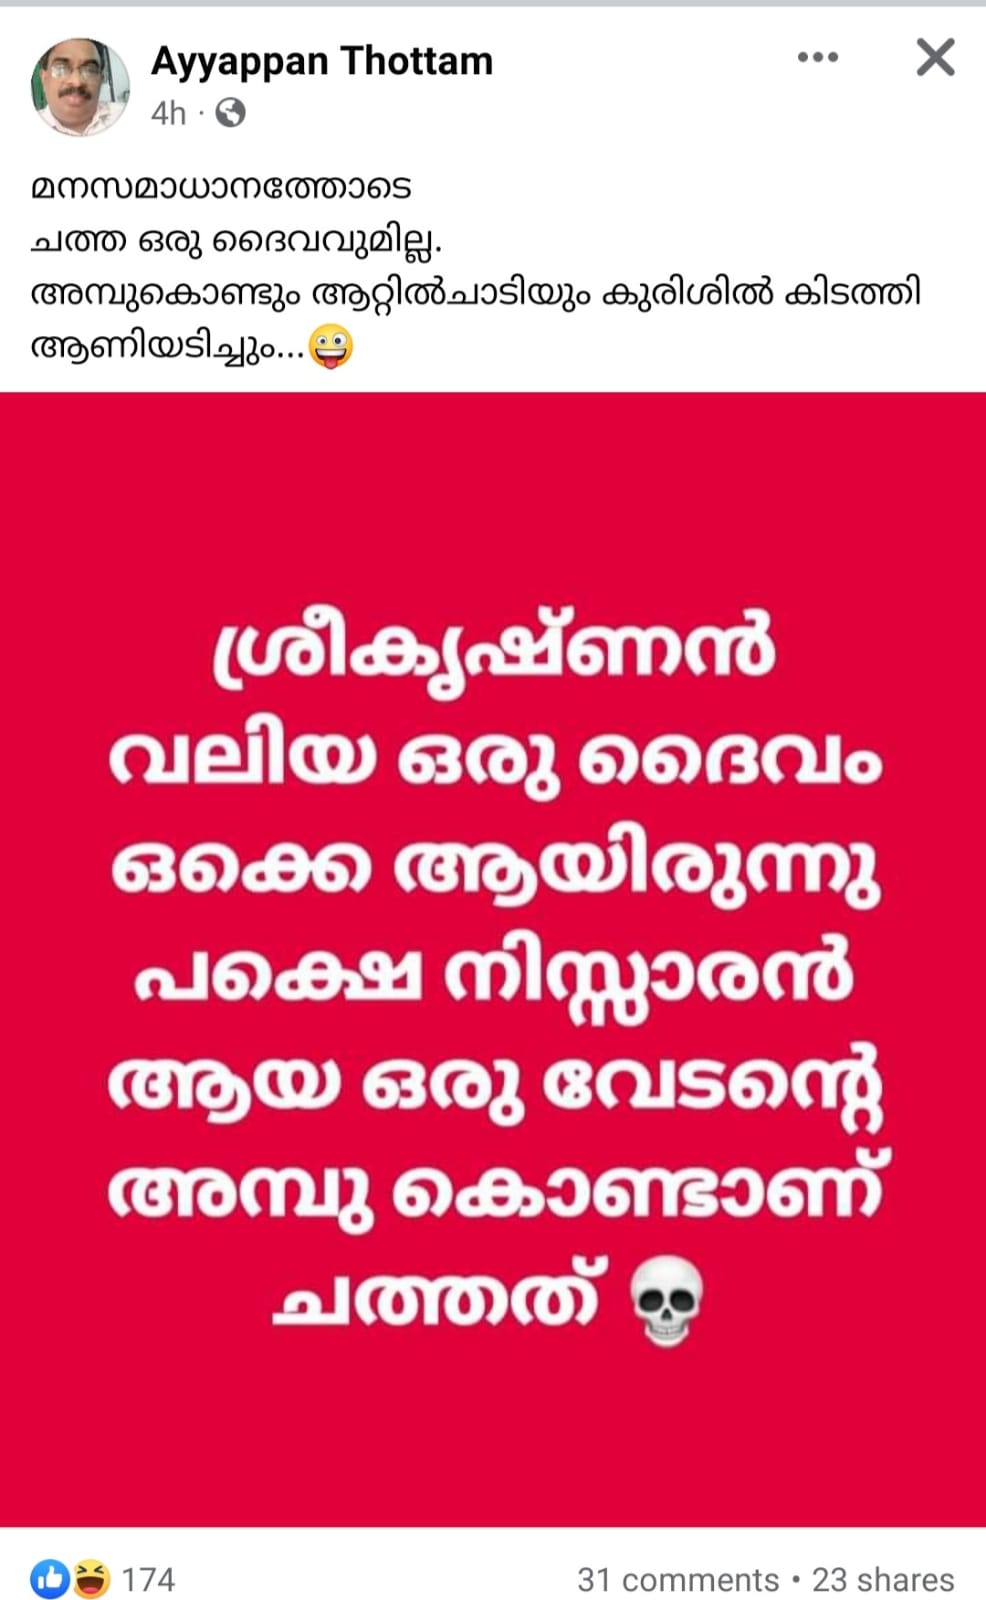 Ayyappan Thottam
4h ·
മനസമാധാനത്തോടെ
ചത്ത ഒരു ദൈവവുമില്ല.
അമ്പുകൊണ്ടും ആറ്റിൽചാടിയും കുരിശിൽ കിടത്തി
ആണിയടിച്ചും...🤪
ശ്രീകൃഷ്ണൻ
വലിയ ഒരു ദൈവം
ഒക്കെ ആയിരുന്നു
പക്ഷെ നിസ്സാരൻ
ആയ ഒരു വേടന്റെ
അമ്പു കൊണ്ടാണ്
ചത്തത് 💀
174
31 comments • 23 shares